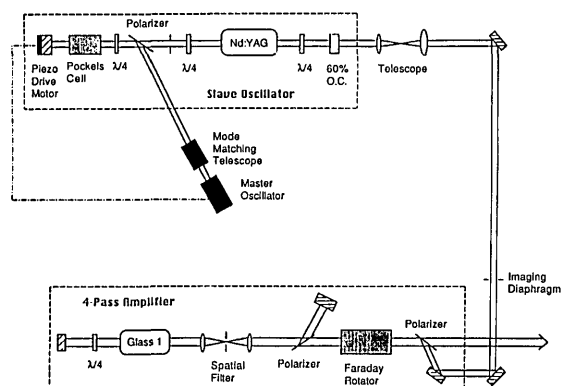 Polarizer
Nd:YAG
Piezo
Drive
Motor
Pockels
Cell
λ/4
λ/4
λ/4
60%
O.C.
Teloscope
Slave Oscillator
Mode
Matching
Telescope
Master
Oscillator
Imaging
Diaphragm
4-Pass Amplifier
Polarizer
Glass 1
λ/4
Spatial
Filter
Polarizer
Faraday
Rotator